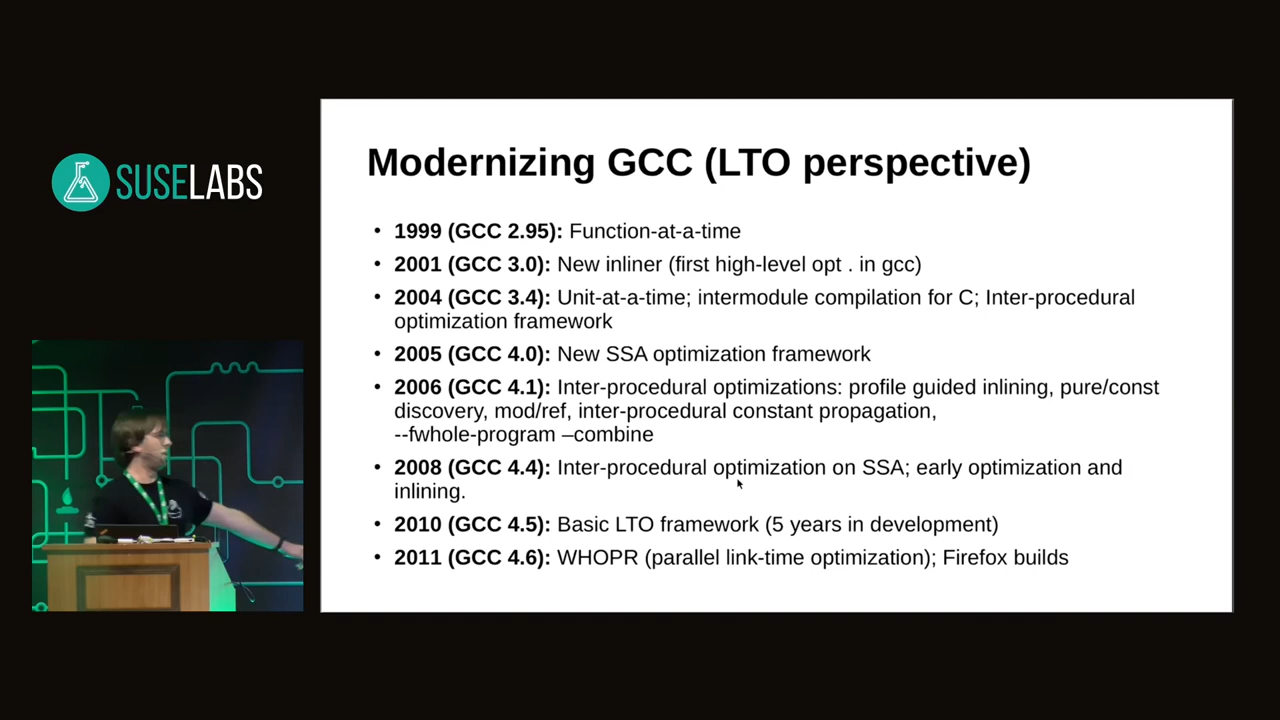 SUSELABS
Modernizing GCC (LTO perspective)
• 1999 (GCC 2.95): Function-at-a-time
• 2001 (GCC 3.0): New inliner (first high-level opt . in gcc)
• 2004 (GCC 3.4): Unit-at-a-time; intermodule compilation for C; Inter-procedural
optimization framework
• 2005 (GCC 4.0): New SSA optimization framework
• 2006 (GCC 4.1): Inter-procedural optimizations: profile guided inlining, pure/const
discovery, mod/ref, inter-procedural constant propagation,
--fwhole-program –combine
• 2008 (GCC 4.4): Inter-procedural optimization on SSA; early optimization and
inlining.
• 2010 (GCC 4.5): Basic LTO framework (5 years in development)
• 2011 (GCC 4.6): WHOPR (parallel link-time optimization); Firefox builds